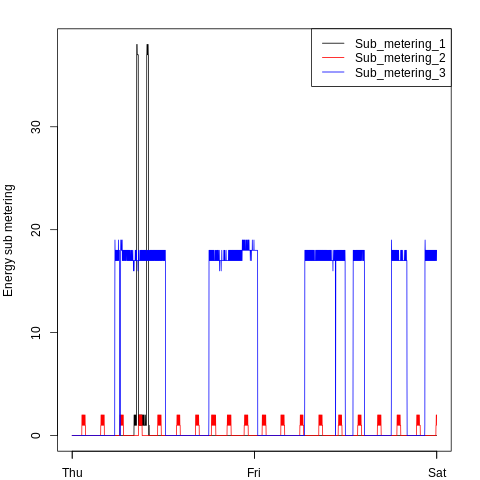 Sub_metering_1
Sub_metering_2
Sub_metering_3
Energy sub metering
30
20
10
0
Thu
Fri
Sat